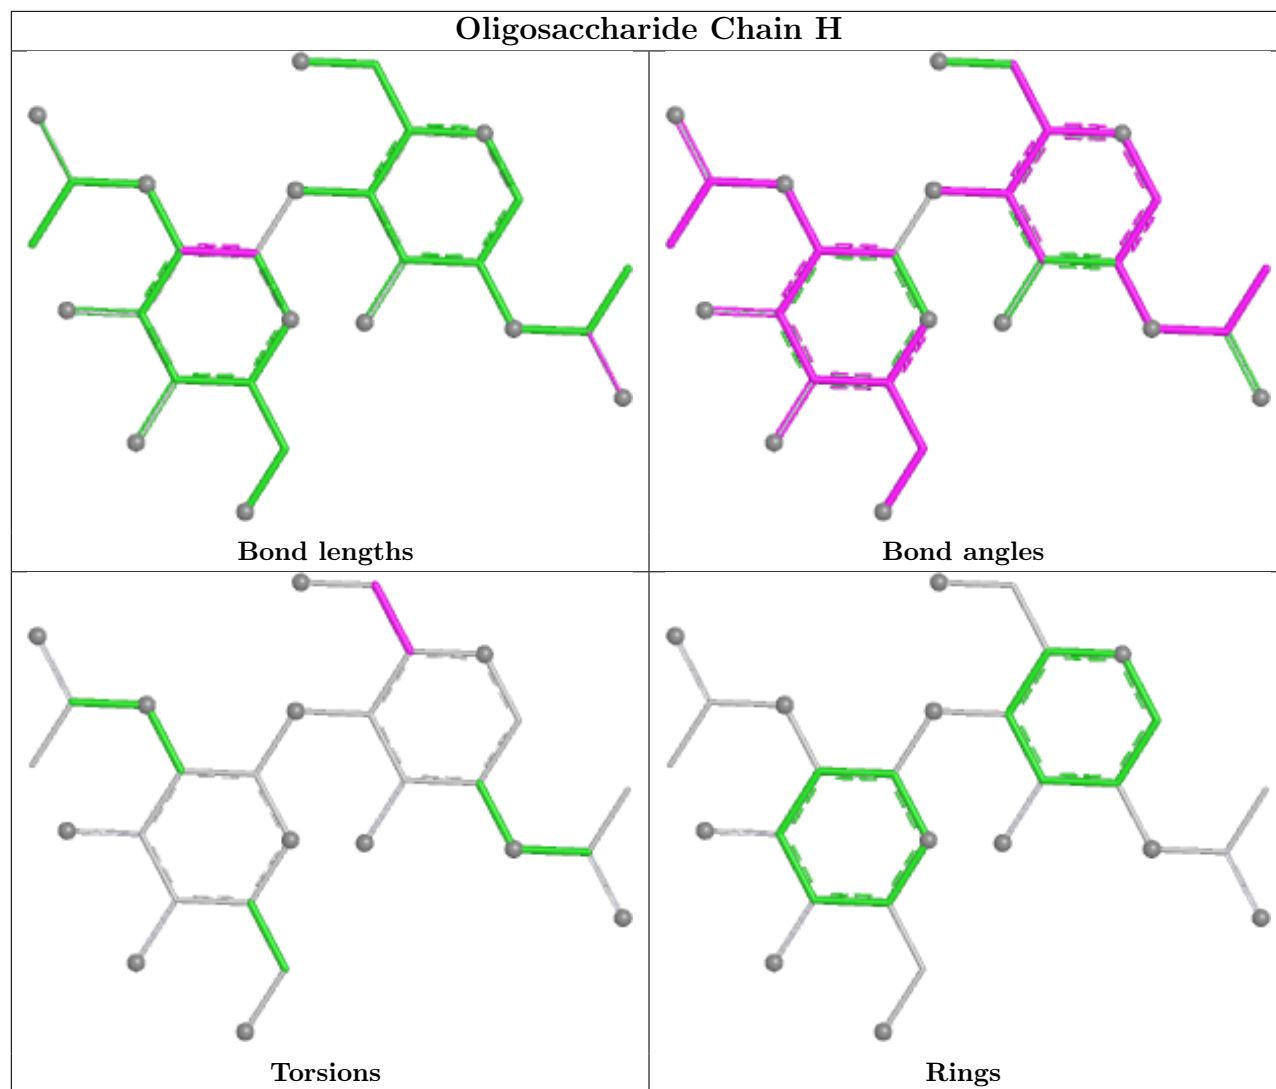 Oligosaccharide Chain H
Bond lengths
Bond angles
Torsions
Rings